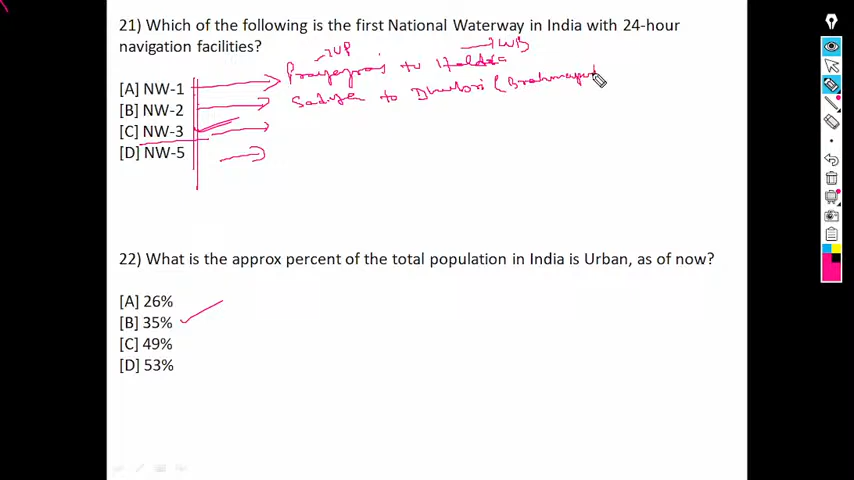 21) Which of the following is the first National Waterway in India with 24-hour
navigation facilities?
UP
WB
Prayagraj to Haldia
[A] NW-1
Sadiya to Dhubri (Brahmaput
[B] NW-2
[C] NW-3
[D] NW-5
22) What is the approx percent of the total population in India is Urban, as of now?
[A] 26%
[B] 35%
[C] 49%
[D] 53%